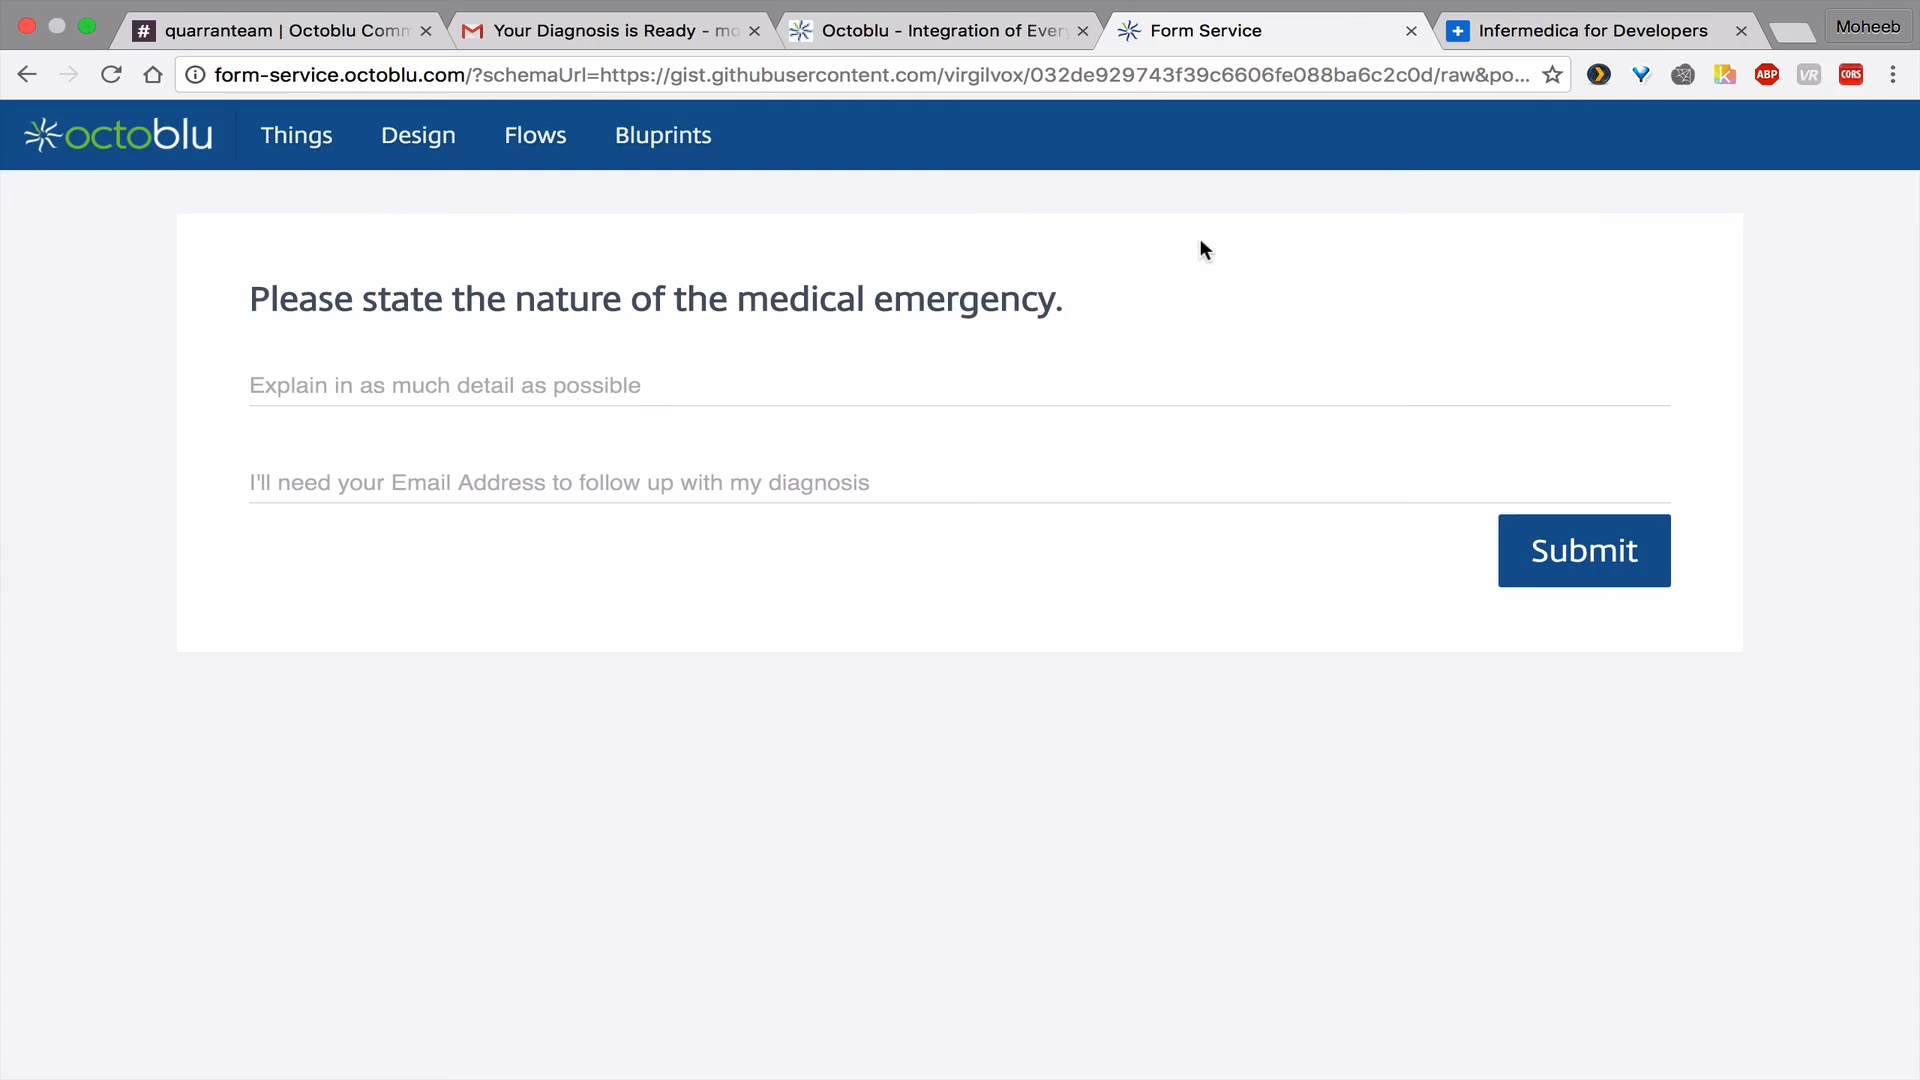 # quarranteam | Octoblu Comm
Your Diagnosis is Ready - mo
Octoblu - Integration of Every
Form Service
Infermedica for Developers
Moheeb
form-service.octoblu.com/?schemaUrl=https://gist.githubusercontent.com/virgilvox/032de929743f39c6606fe088ba6c2c0d/raw&po...
ABP
VR
CORS
octoblu
Things
Design
Flows
Bluprints
Please state the nature of the medical emergency.
Explain in as much detail as possible
I'll need your Email Address to follow up with my diagnosis
Submit